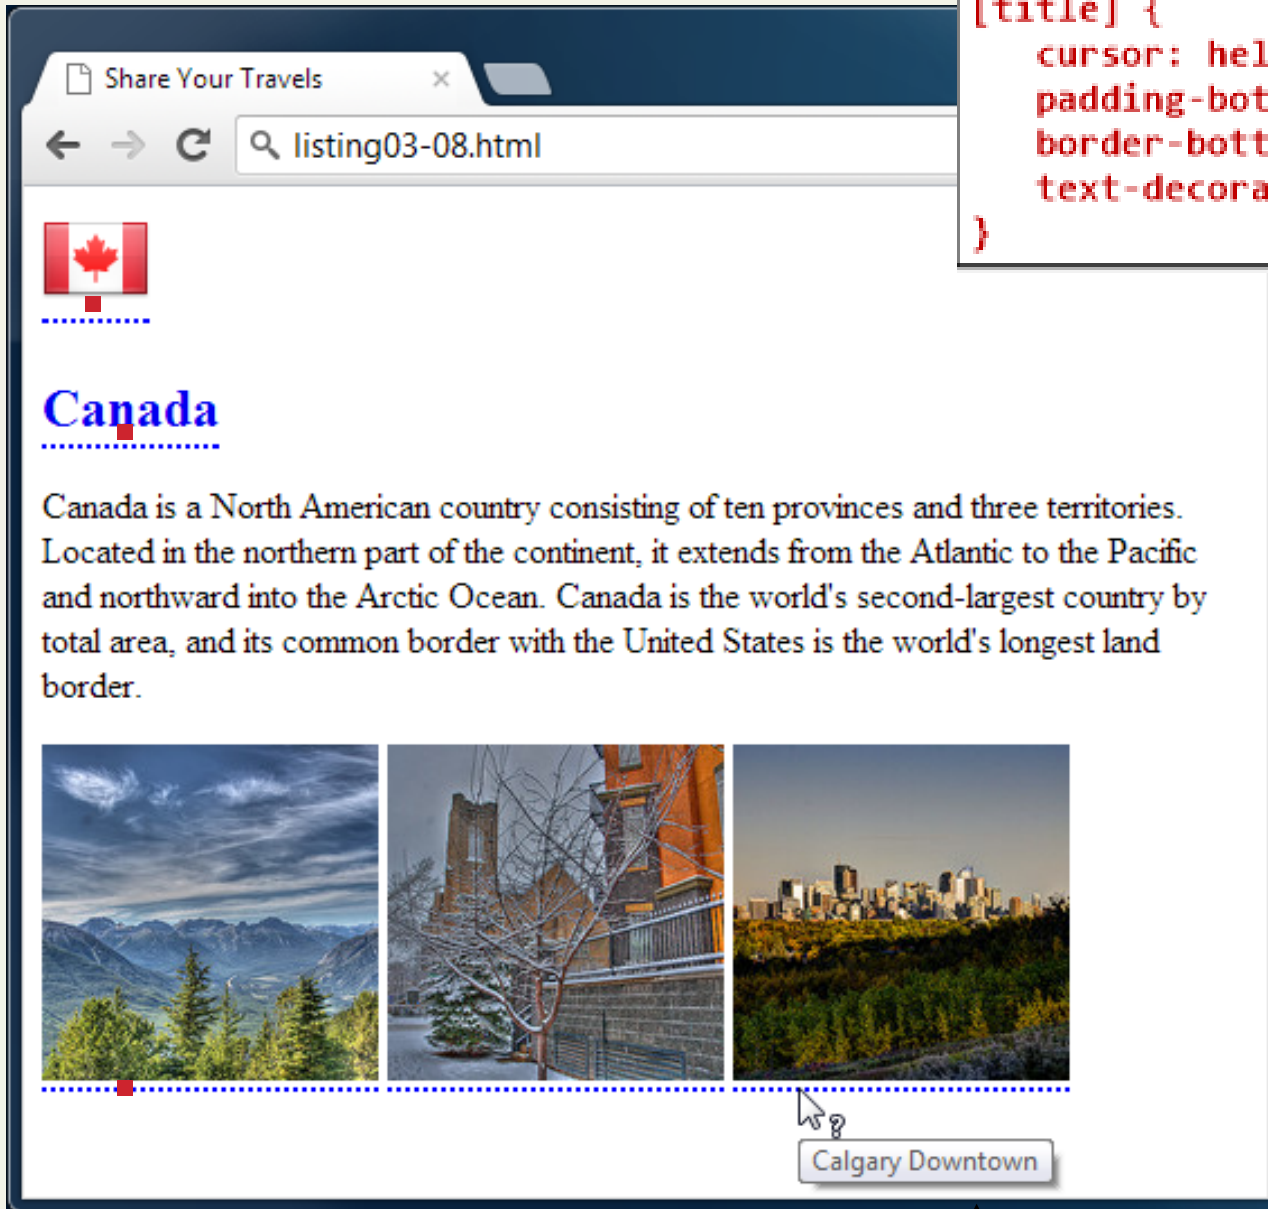 [title] {
cursor: hel
padding-bot
border-bott
text-decora
}
Share Your Travels
listing03-08.html
Canada
Canada is a North American country consisting of ten provinces and three territories.
Located in the northern part of the continent, it extends from the Atlantic to the Pacific
and northward into the Arctic Ocean. Canada is the world's second-largest country by
total area, and its common border with the United States is the world's longest land
border.
?
Calgary Downtown